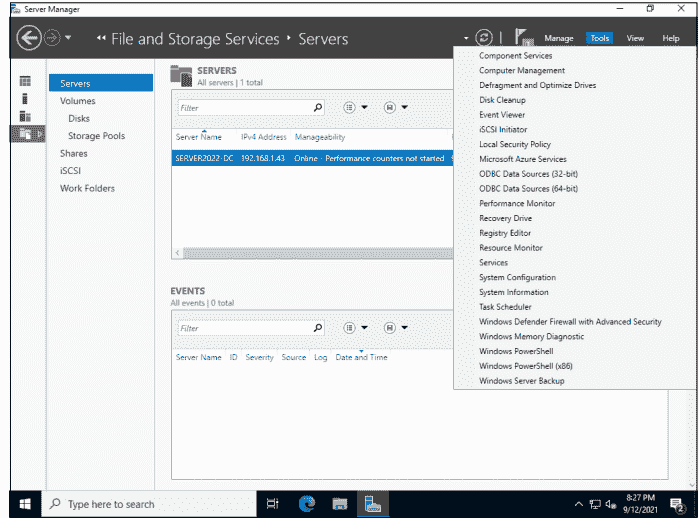 Server Manager
File and Storage Services • Servers
Manage Tools View Help
Servers
Volumes
Disks
Storage Pools
Shares
iSCSI
Work Folders
SERVERS
All servers | 1 total
Filter
Server Name IPv4 Address Manageability
SERVER2022-DC 192.168.1.43 Online - Performance counters not started
EVENTS
All events | 0 total
Filter
Server Name ID Severity Source Log Date and Time
Component Services
Computer Management
Defragment and Optimize Drives
Disk Cleanup
Event Viewer
iSCSI Initiator
Local Security Policy
Microsoft Azure Services
ODBC Data Sources (32-bit)
ODBC Data Sources (64-bit)
Performance Monitor
Recovery Drive
Registry Editor
Resource Monitor
Services
System Configuration
System Information
Task Scheduler
Windows Defender Firewall with Advanced Security
Windows Memory Diagnostic
Windows PowerShell
Windows PowerShell (x86)
Windows Server Backup
Type here to search
8:27 PM
9/12/2021
2